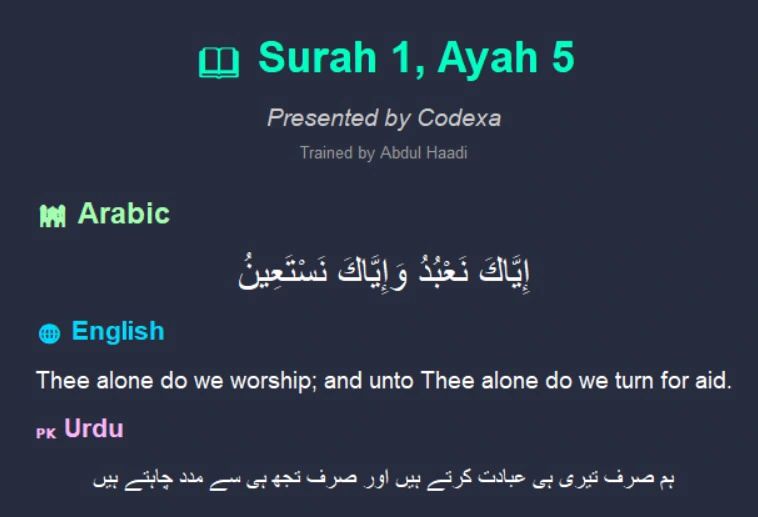 Surah 1, Ayah 5
Presented by Codexa
Trained by Abdul Haadi
Arabic
إِيَّاكَ نَعْبُدُ وَإِيَّاكَ نَسْتَعِينُ
English
Thee alone do we worship; and unto Thee alone do we turn for aid.
PK Urdu
ہم صرف تیری ہی عبادت کرتے ہیں اور صرف تجھ ہی سے مدد چاہتے ہیں